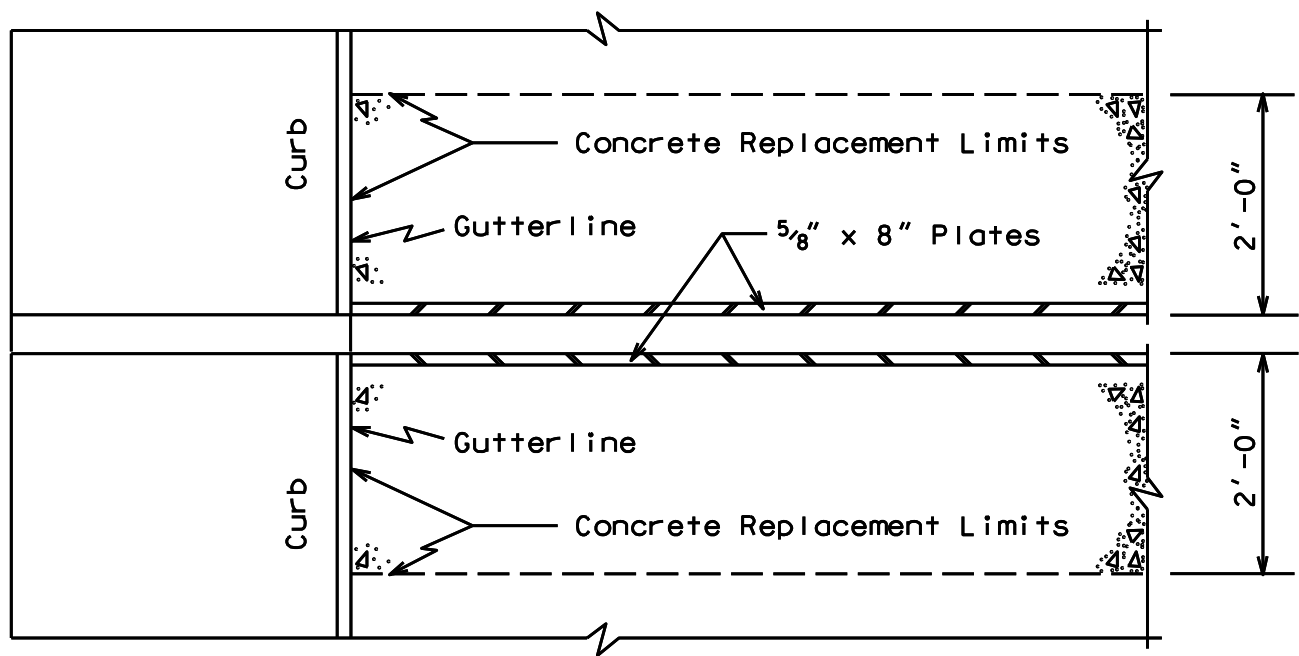 Curb
Concrete Replacement Limits
Gutterline
5/8" x 8" Plates
2'-0"
Gutterline
Curb
Concrete Replacement Limits
2'-0"